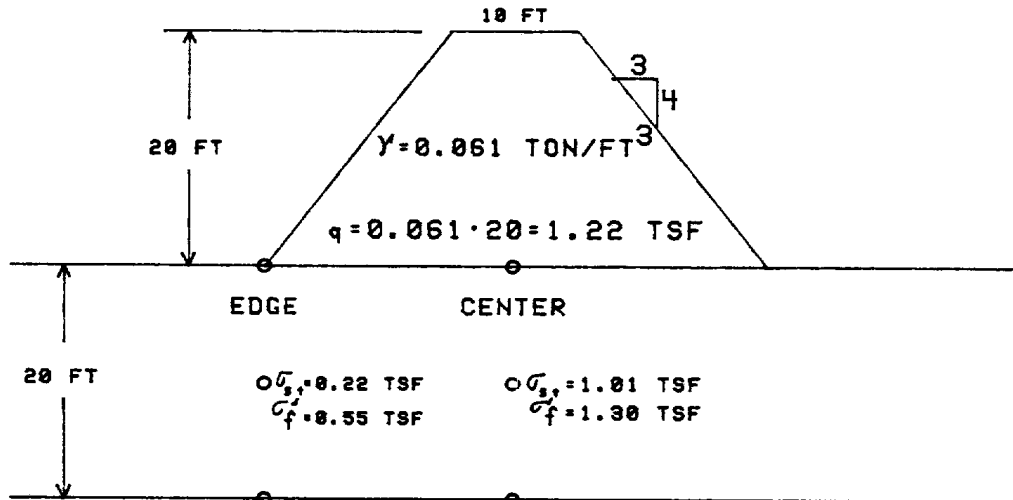 10 FT
3
4
20 FT
γ=0.061 TON/FT³
q=0.061·20=1.22 TSF
EDGE
CENTER
20 FT
σst=0.22 TSF
σ'f=0.55 TSF
σst=1.01 TSF
σ'f=1.30 TSF